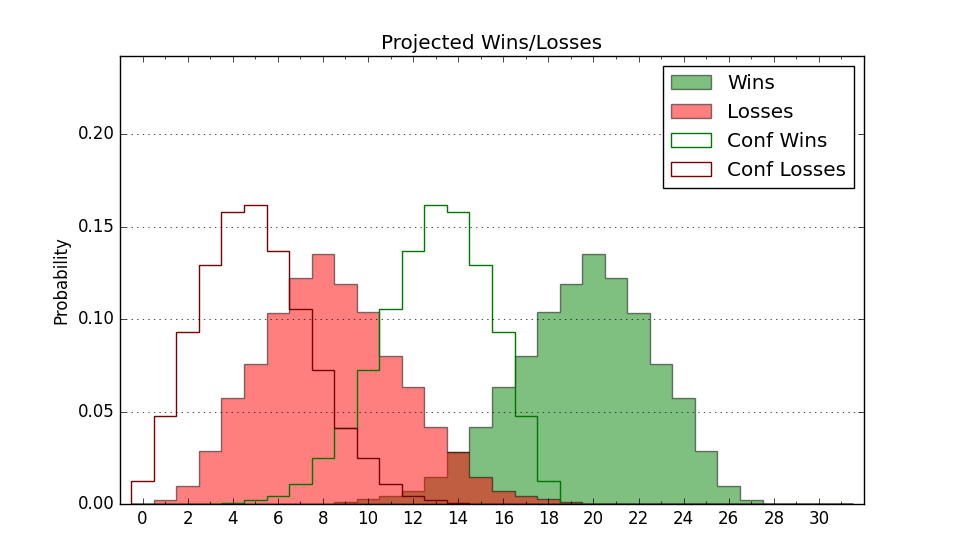 Projected Wins/Losses
Wins
Losses
Conf Wins
Conf Losses
Probability
0.20
0.15
0.10
0.05
0.00
0 2 4 6 8 10 12 14 16 18 20 22 24 26 28 30